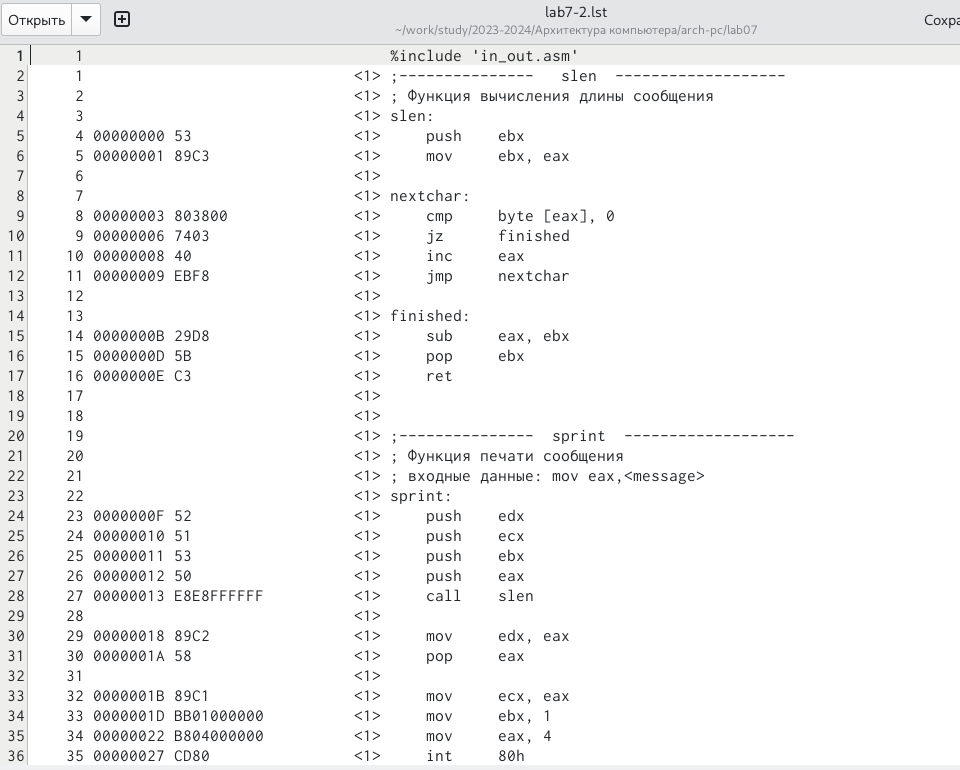 Открыть
lab7-2.lst
~/work/study/2023-2024/Архитектура компьютера/arch-pc/lab07
1 1 %include 'in_out.asm'
2 1 <1> ;--------------- slen -------------------
3 2 <1> ; Функция вычисления длины сообщения
4 3 <1> slen:
5 4 00000000 53 <1> push ebx
6 5 00000001 89C3 <1> mov ebx, eax
7 6 <1>
8 7 <1> nextchar:
9 8 00000003 803800 <1> cmp byte [eax], 0
10 9 00000006 7403 <1> jz finished
11 10 00000008 40 <1> inc eax
12 11 00000009 EBF8 <1> jmp nextchar
13 12 <1>
14 13 <1> finished:
15 14 0000000B 29D8 <1> sub eax, ebx
16 15 0000000D 5B <1> pop ebx
17 16 0000000E C3 <1> ret
18 17 <1>
19 18 <1>
20 19 <1> ;--------------- sprint -------------------
21 20 <1> ; Функция печати сообщения
22 21 <1> ; входные данные: mov eax,<message>
23 22 <1> sprint:
24 23 0000000F 52 <1> push edx
25 24 00000010 51 <1> push ecx
26 25 00000011 53 <1> push ebx
27 26 00000012 50 <1> push eax
28 27 00000013 E8E8FFFFFF <1> call slen
29 28 <1>
30 29 00000018 89C2 <1> mov edx, eax
31 30 0000001A 58 <1> pop eax
32 31 <1>
33 32 0000001B 89C1 <1> mov ecx, eax
34 33 0000001D BB01000000 <1> mov ebx, 1
35 34 00000022 B804000000 <1> mov eax, 4
36 35 00000027 CD80 <1> int 80h